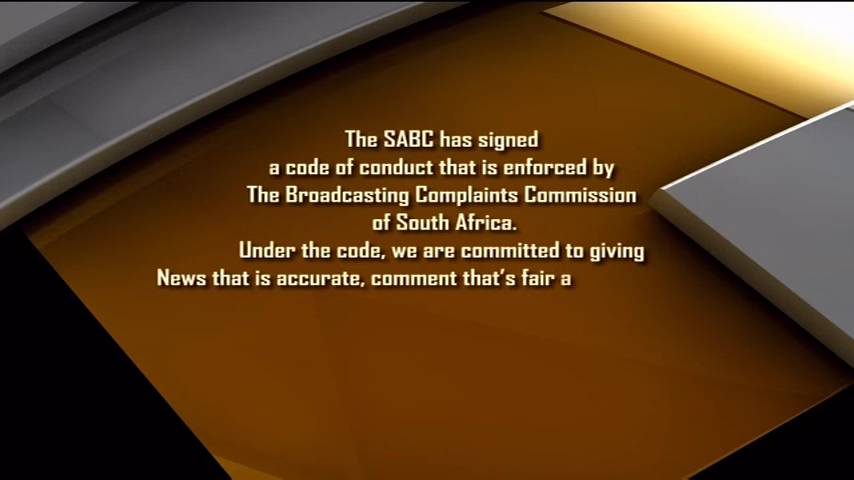 The SABC has signed
a code of conduct that is enforced by
The Broadcasting Complaints Commission
of South Africa.
Under the code, we are committed to giving
News that is accurate, comment that's fair a